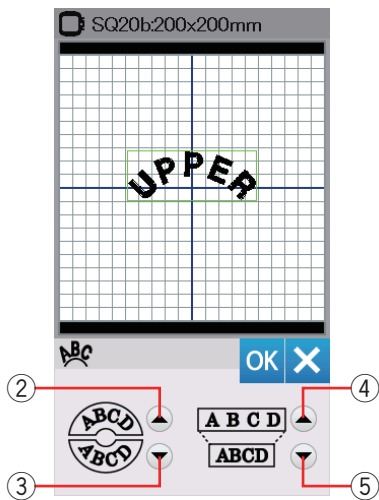 SQ20b:200x200mm
UPPER
ABC
OK
②
④
ABCD
A B C D
ABCD
ABCD
③
⑤